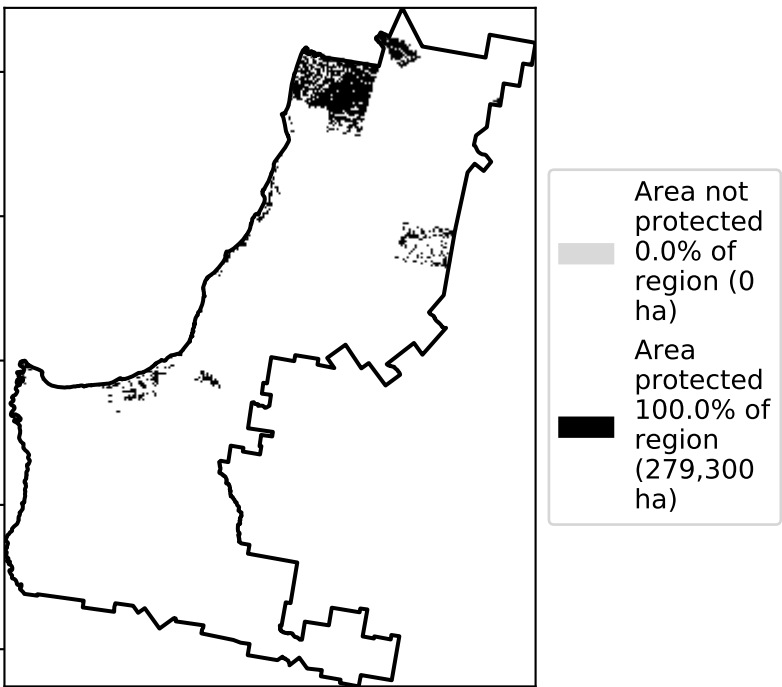 Area not
protected
0.0% of
region (0
ha)
Area
protected
100.0% of
region
(279,300
ha)